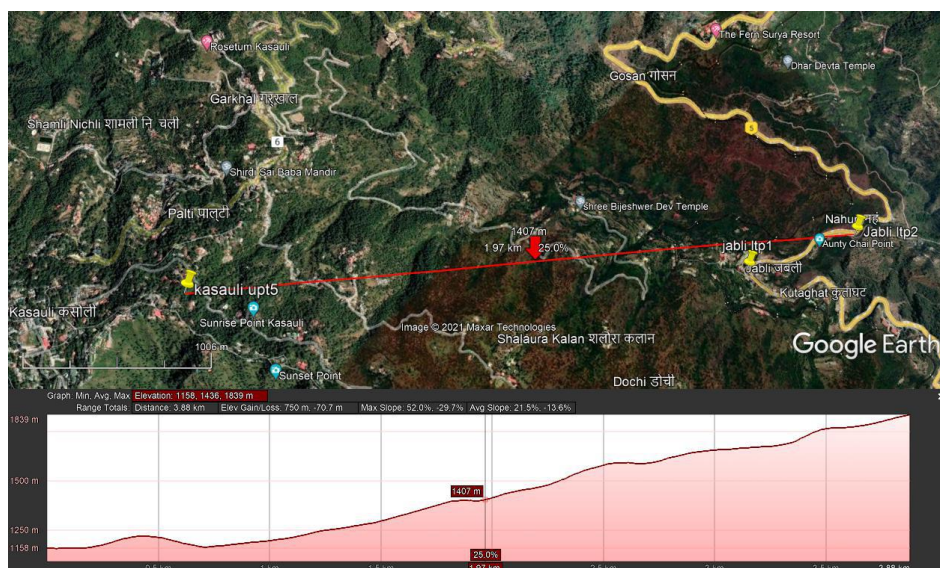 The Fern Surya Resort
Rosetum Kasauli
Dhar Devta Temple
Gosan गोसन
Garkhal गरखाल
Shamli Nichli शामली नि चली
5
6
Shirdi Sai Baba Mandir
Shree Bijeshwer Dev Temple
Palti पाल्टी
1407 m
1.97 km 25.0%
Jabli ltp2
Aunty Chai Point
jabli ltp1
Jabli जबली
kasauli upt5
Kutaghat कुताघट
Kasauli कसौली
Sunrise Point Kasauli
Image © 2021 Maxar Technologies
Shalaura Kalan शलोरा कलान
Google Earth
1006 m
Sunset Point
Dochi डोची
Graph: Min, Avg, Max Elevation: 1158, 1436, 1839 m
Range Totals: Distance: 3.88 km Elev Gain/Loss: 750 m, -70.7 m Max Slope: 52.0%, -29.7% Avg Slope: 21.5%, -13.6%
1839 m
1500 m
1407 m
1250 m
1158 m
25.0%
0.5 km 1 km 1.5 km 1.97 km 2.5 km 3 km 3.5 km 3.88 km